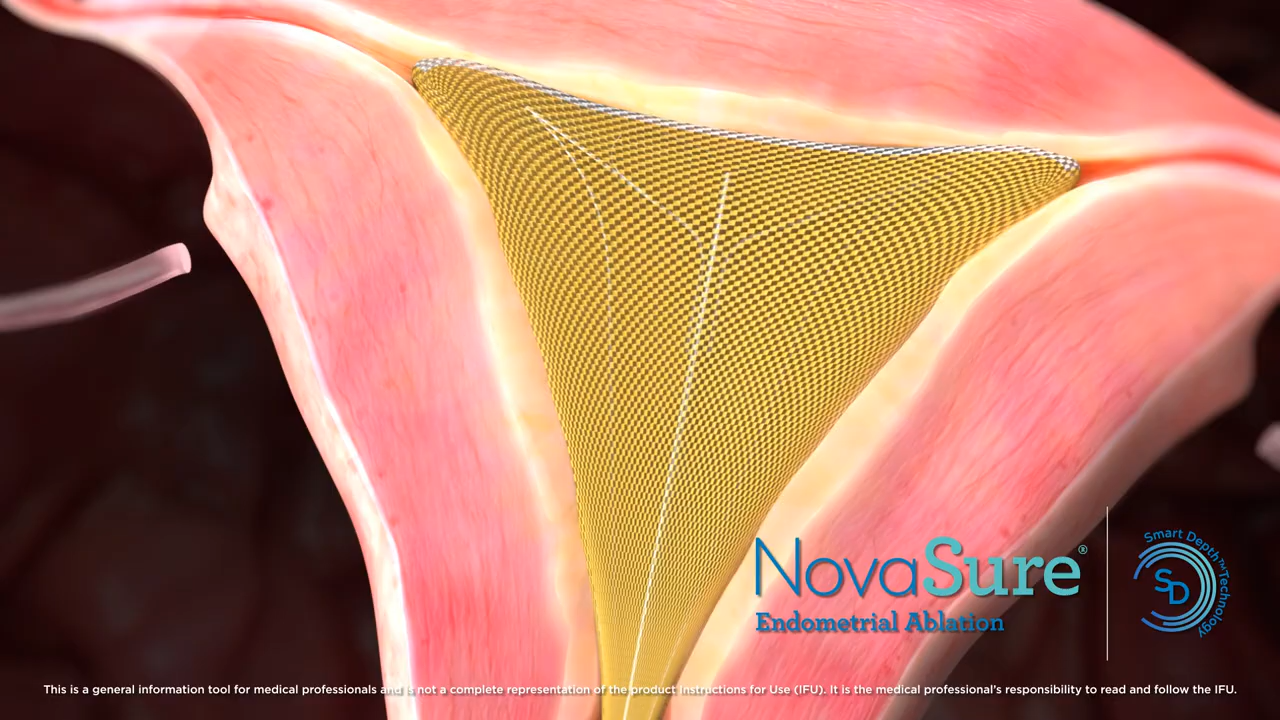 NovaSure®
Endometrial Ablation
Smart Depth™ Technology
SD
This is a general information tool for medical professionals and is not a complete representation of the product Instructions for Use (IFU). It is the medical professional's responsibility to read and follow the IFU.